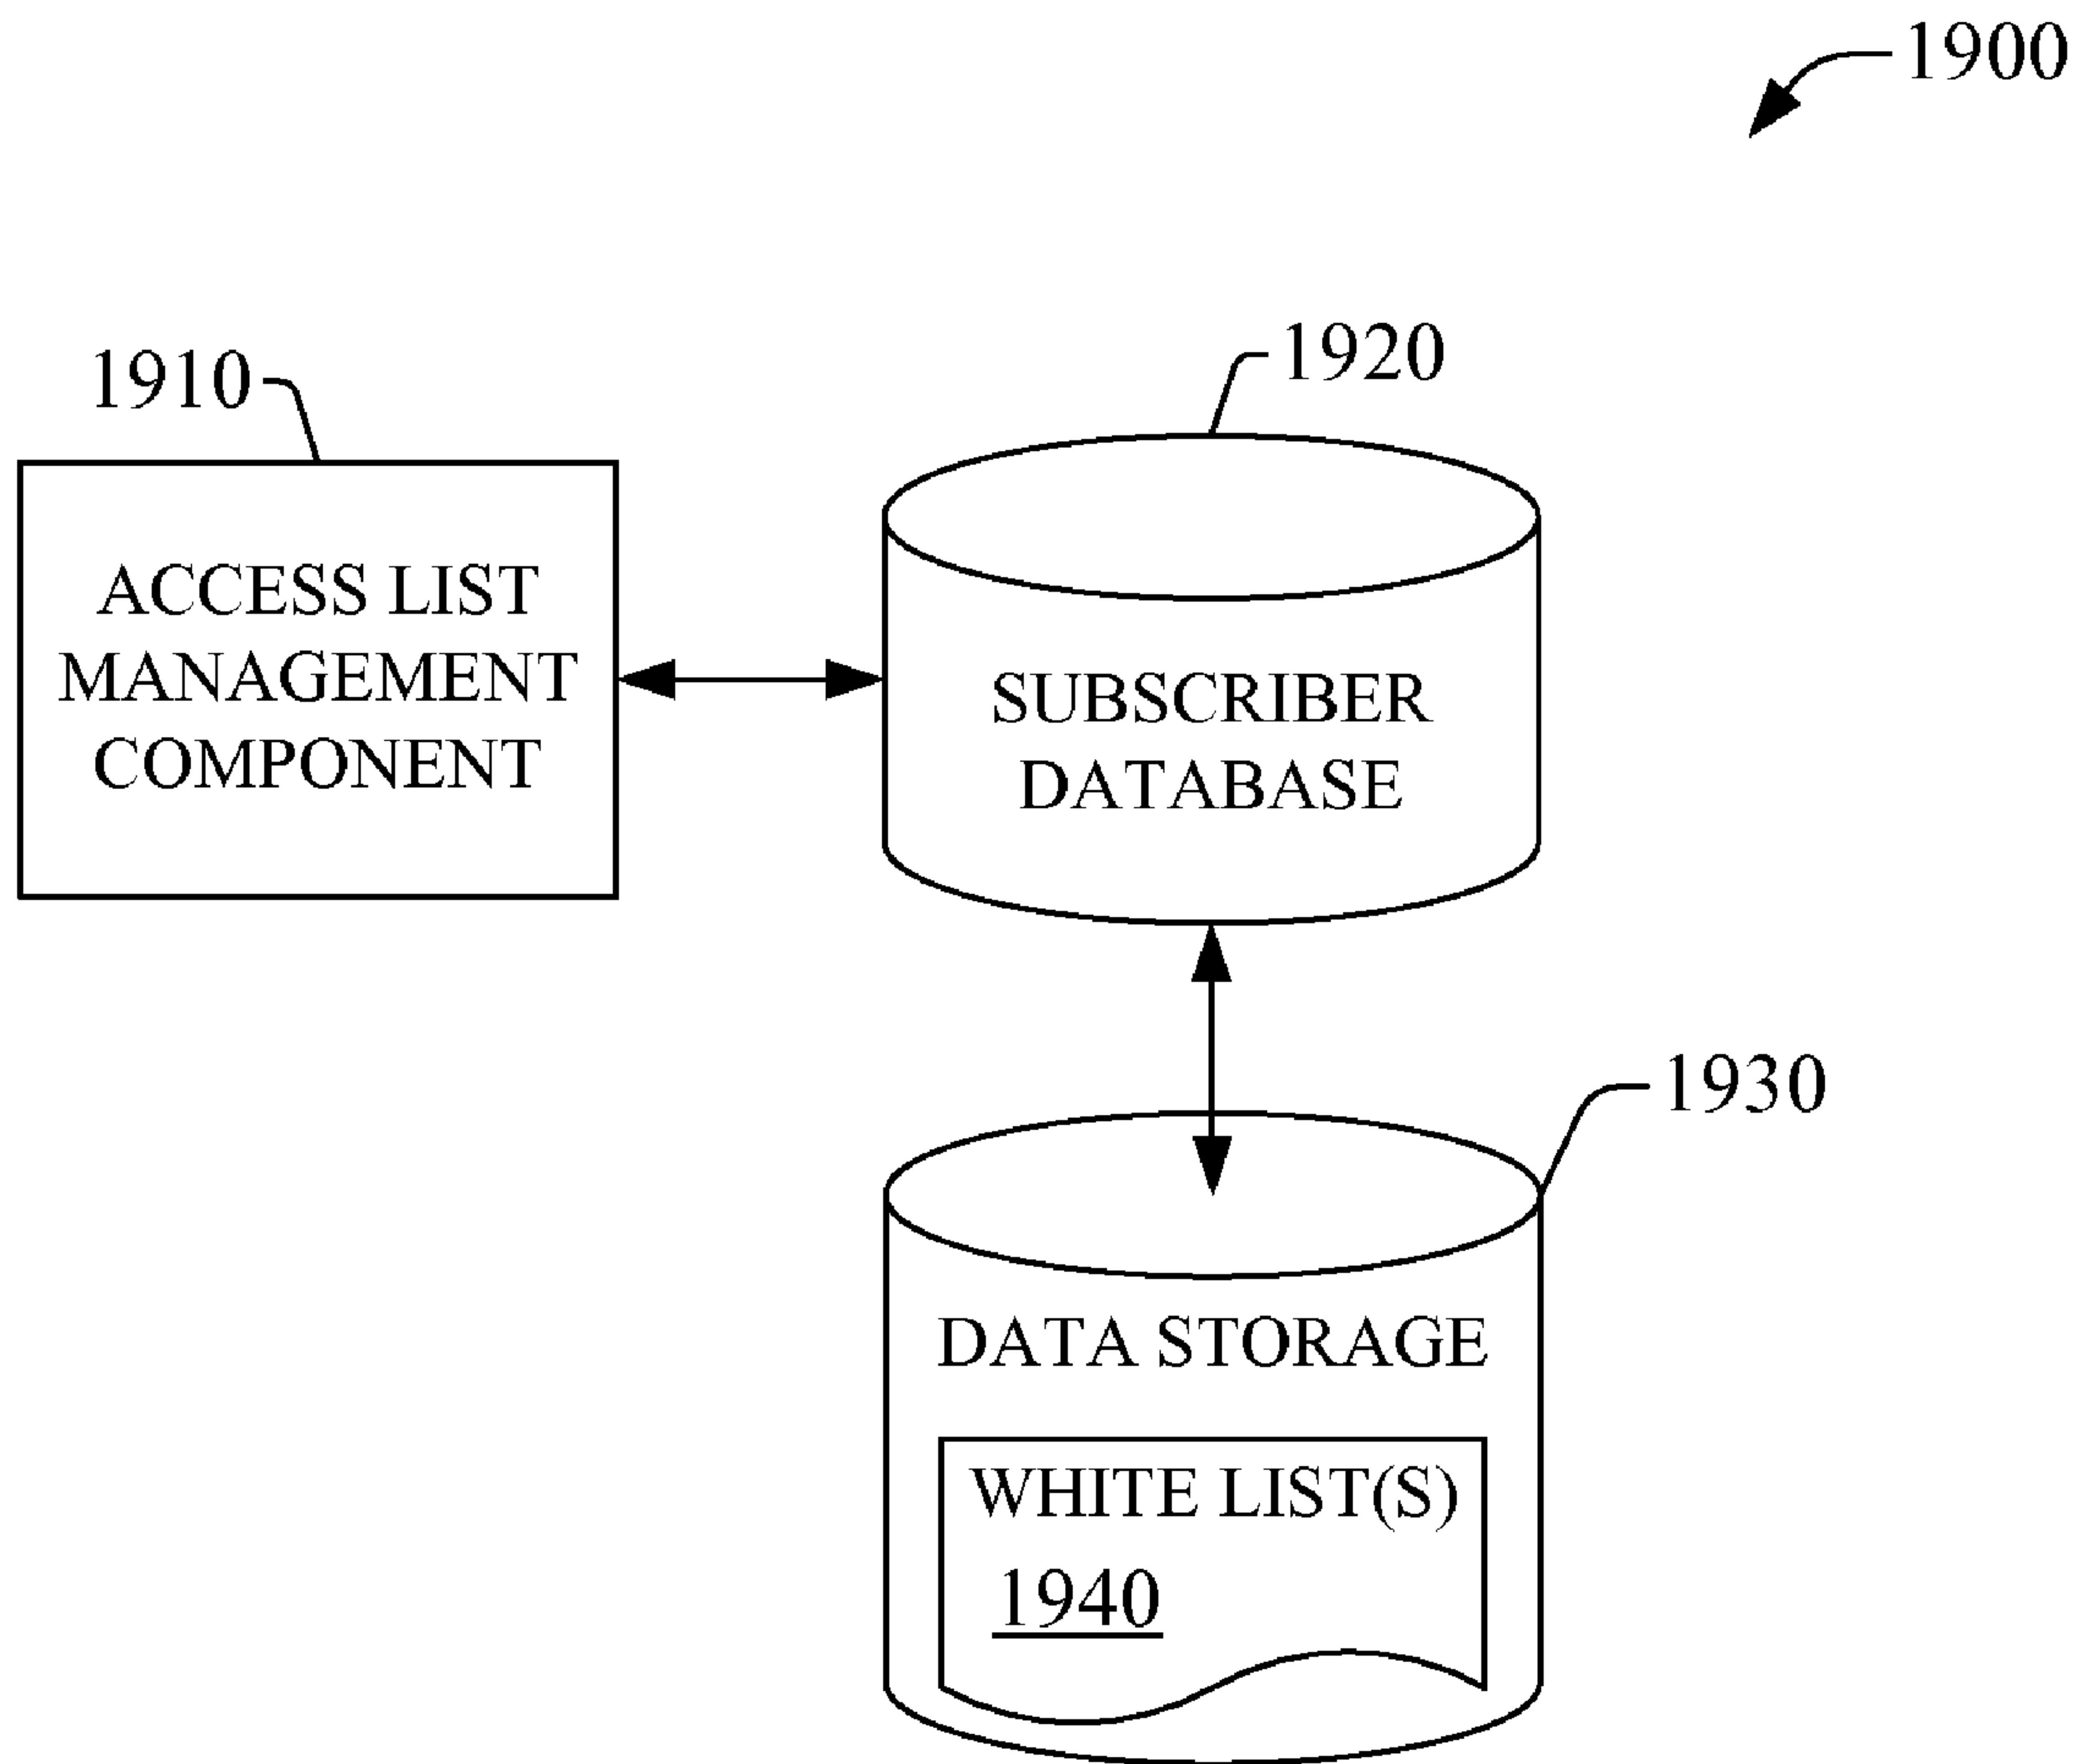 1900
1920
1910
ACCESS LIST
MANAGEMENT
COMPONENT
SUBSCRIBER
DATABASE
1930
DATA STORAGE
WHITE LIST(S)
1940